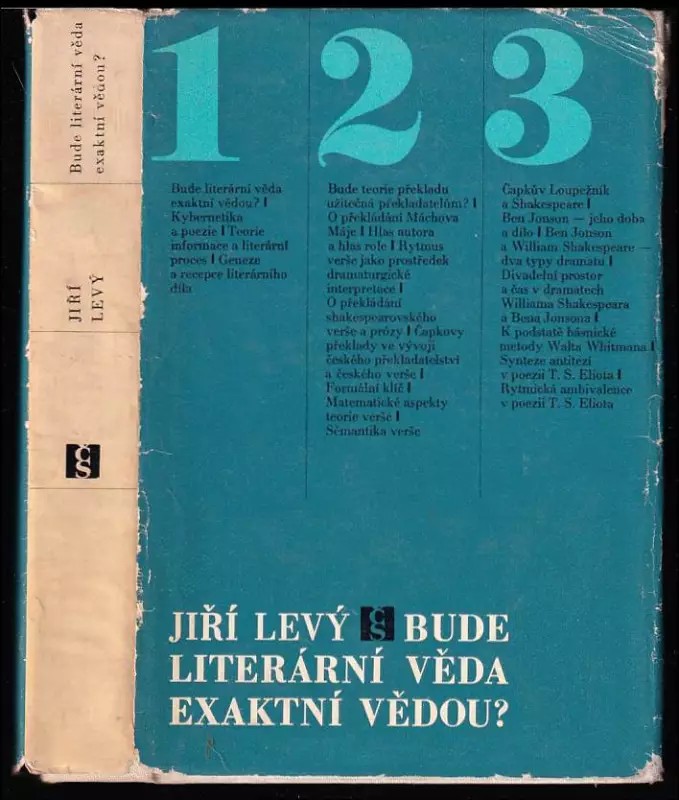 Bude literární věda
exaktní vědou?
JIŘÍ
LEVÝ
čs
1
Bude literární věda
exaktní vědou? |
Kybernetika
a poezie | Teorie
informace a literární
proces | Geneze
a recepce literárního
díla
2
Bude teorie překladu
užitečná překladatelům? |
O překládání Máchova
Máje | Hlas autora
a hlas role | Rytmus
verše jako prostředek
dramaturgické
interpretace |
O překládání
shakespearovského
verše a prózy | Čapkovy
překlady ve vývoji
českého překladatelství
a českého verše |
Formální klíč |
Matematické aspekty
teorie verše |
Sémantika verše
3
Čapkův Loupežník
a Shakespeare |
Ben Jonson — jeho doba
a dílo | Ben Jonson
a William Shakespeare —
dva typy dramatu |
Divadelní prostor
a čas v dramatech
Williama Shakespeara
a Bena Jonsona |
K podstatě básnické
metody Walta Whitmana |
Syntéze antitezí
v poezii T. S. Eliota |
Rytmická ambivalence
v poezii T. S. Eliota
JIŘÍ LEVÝ čs BUDE
LITERÁRNÍ VĚDA
EXAKTNÍ VĚDOU?